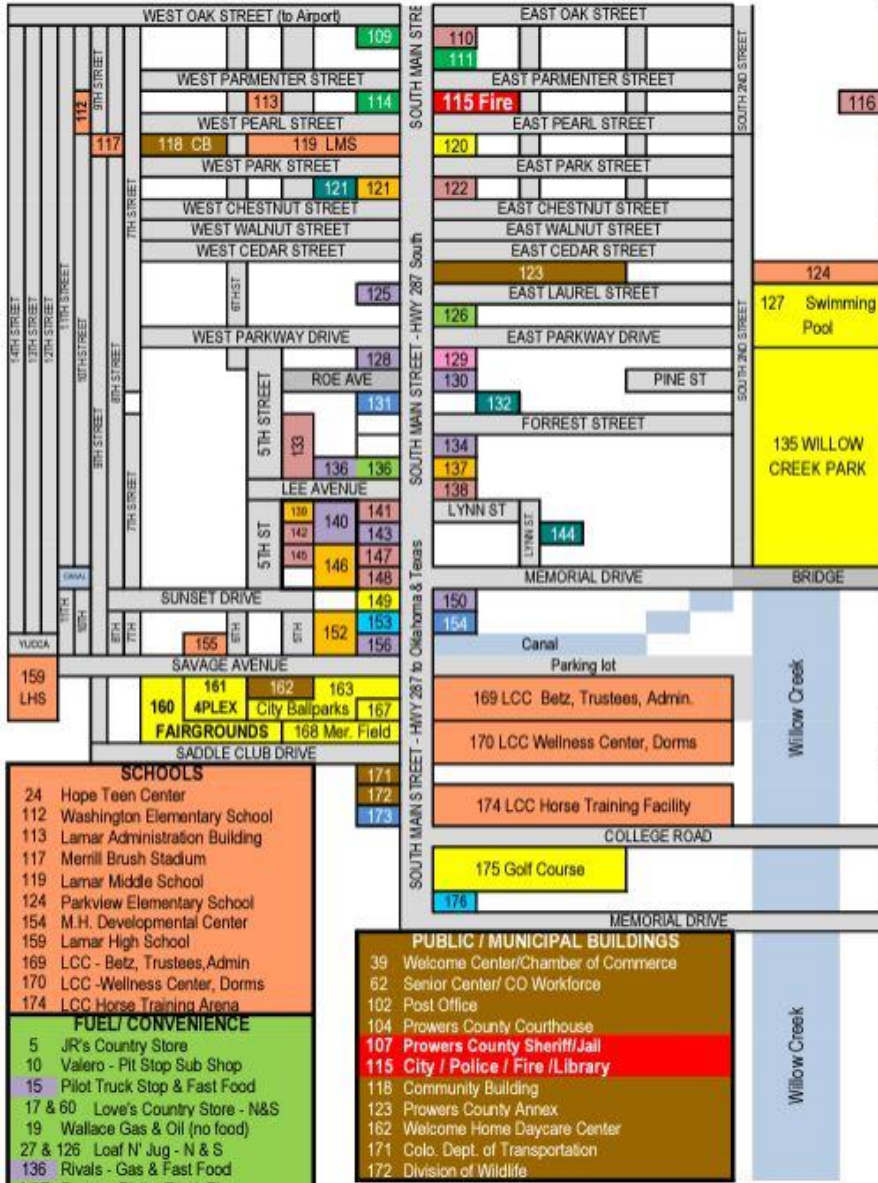 WEST OAK STREET (to Airport)
EAST OAK STREET
109
110
111
WEST PARMENTER STREET
EAST PARMENTER STREET
9TH STREET
112
113
114
115 Fire
116
SOUTH MAIN STRE
SOUTH 2ND STREET
WEST PEARL STREET
EAST PEARL STREET
117
118 CB
119 LMS
120
WEST PARK STREET
EAST PARK STREET
121
121
122
7TH STREET
WEST CHESTNUT STREET
EAST CHESTNUT STREET
WEST WALNUT STREET
EAST WALNUT STREET
WEST CEDAR STREET
EAST CEDAR STREET
123
124
6TH ST
125
EAST LAUREL STREET
126
127 Swimming
Pool
14TH STREET
13TH STREET
12TH STREET
11TH STREET
10TH STREET
9TH STREET
8TH STREET
7TH STREET
WEST PARKWAY DRIVE
EAST PARKWAY DRIVE
SOUTH MAIN STREET - HWY 287 South
SOUTH 2ND STREET
128
129
ROE AVE
130
PINE ST
131
132
5TH STREET
FORREST STREET
133
134
135 WILLOW
CREEK PARK
136
136
137
LEE AVENUE
138
139
140
141
LYNN ST
142
143
LYNN ST.
144
5TH ST
145
146
147
148
CANAL
MEMORIAL DRIVE
BRIDGE
SUNSET DRIVE
149
150
11TH
10TH
8TH
7TH
6TH
5TH
152
153
154
155
156
Canal
YUCCA
SAVAGE AVENUE
Parking lot
159
LHS
160
161
4PLEX
162
163
City Ballparks
167
FAIRGROUNDS
168 Mer. Field
169 LCC Betz, Trustees, Admin.
170 LCC Wellness Center, Dorms
Willow Creek
SADDLE CLUB DRIVE
171
172
173
174 LCC Horse Training Facility
SOUTH MAIN STREET - HWY 287 to Oklahoma & Texas
COLLEGE ROAD
175 Golf Course
176
MEMORIAL DRIVE
Willow Creek
SCHOOLS
24 Hope Teen Center
112 Washington Elementary School
113 Lamar Administration Building
117 Merrill Brush Stadium
119 Lamar Middle School
124 Parkview Elementary School
154 M.H. Developmental Center
159 Lamar High School
169 LCC - Betz, Trustees,Admin
170 LCC -Wellness Center, Dorms
174 LCC Horse Training Arena
FUEL/ CONVENIENCE
5 JR's Country Store
10 Valero - Pit Stop Sub Shop
15 Pilot Truck Stop & Fast Food
17 & 60 Love's Country Store - N&S
19 Wallace Gas & Oil (no food)
27 & 126 Loaf N' Jug - N & S
136 Rivals - Gas & Fast Food
PUBLIC / MUNICIPAL BUILDINGS
39 Welcome Center/Chamber of Commerce
62 Senior Center/ CO Workforce
102 Post Office
104 Prowers County Courthouse
107 Prowers County Sheriff/Jail
115 City / Police / Fire /Library
118 Community Building
123 Prowers County Annex
162 Welcome Home Daycare Center
171 Colo. Dept. of Transportation
172 Division of Wildlife